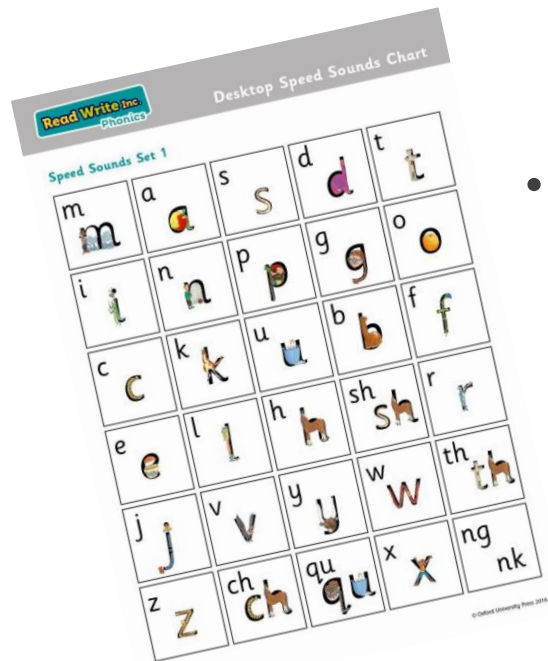 Desktop Speed Sounds Chart
Read Write Inc.
Phonics
Speed Sounds Set 1
m a s d t
m a s d t
i n p g o
i n p g o
c k u b f
c k u b f
e l h sh r
e l h sh r
j v y w th
j v y w th
z ch qu x ng
z ch qu x nk
© Oxford University Press 2016